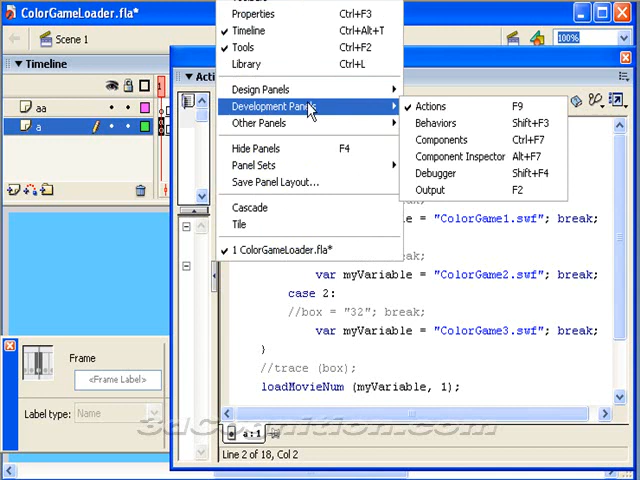 ColorGameLoader.fla*
Scene 1
100%
Timeline
aa
a
1
Properties Ctrl+F3
Timeline Ctrl+Alt+T
Tools Ctrl+F2
Library Ctrl+L
Design Panels
Development Panels
Other Panels
Hide Panels F4
Panel Sets
Save Panel Layout...
Cascade
Tile
1 ColorGameLoader.fla*
Actions F9
Behaviors Shift+F3
Components Ctrl+F7
Component Inspector Alt+F7
Debugger Shift+F4
Output F2
= "ColorGame1.swf"; break;
var myVariable = "ColorGame2.swf"; break;
case 2:
//box = "32"; break;
var myVariable = "ColorGame3.swf"; break;
}
//trace (box);
loadMovieNum (myVariable, 1);
a:1
Line 2 of 18, Col 2
Frame
<Frame Label>
Label type: Name
3dCognition.com